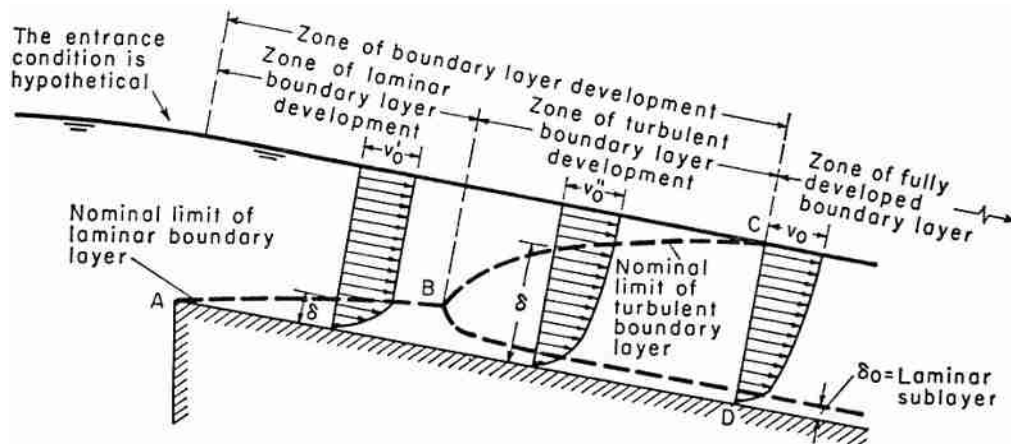 The entrance
condition is
hypothetical
Zone of boundary layer development
Zone of laminar
boundary layer
development
Zone of turbulent
boundary layer
development
Zone of fully
developed
boundary layer
v₀'
v₀''
v₀
Nominal limit of
laminar boundary
layer
A
δ
B
δ
Nominal
limit of
turbulent
boundary
layer
C
D
δ₀=Laminar
sublayer